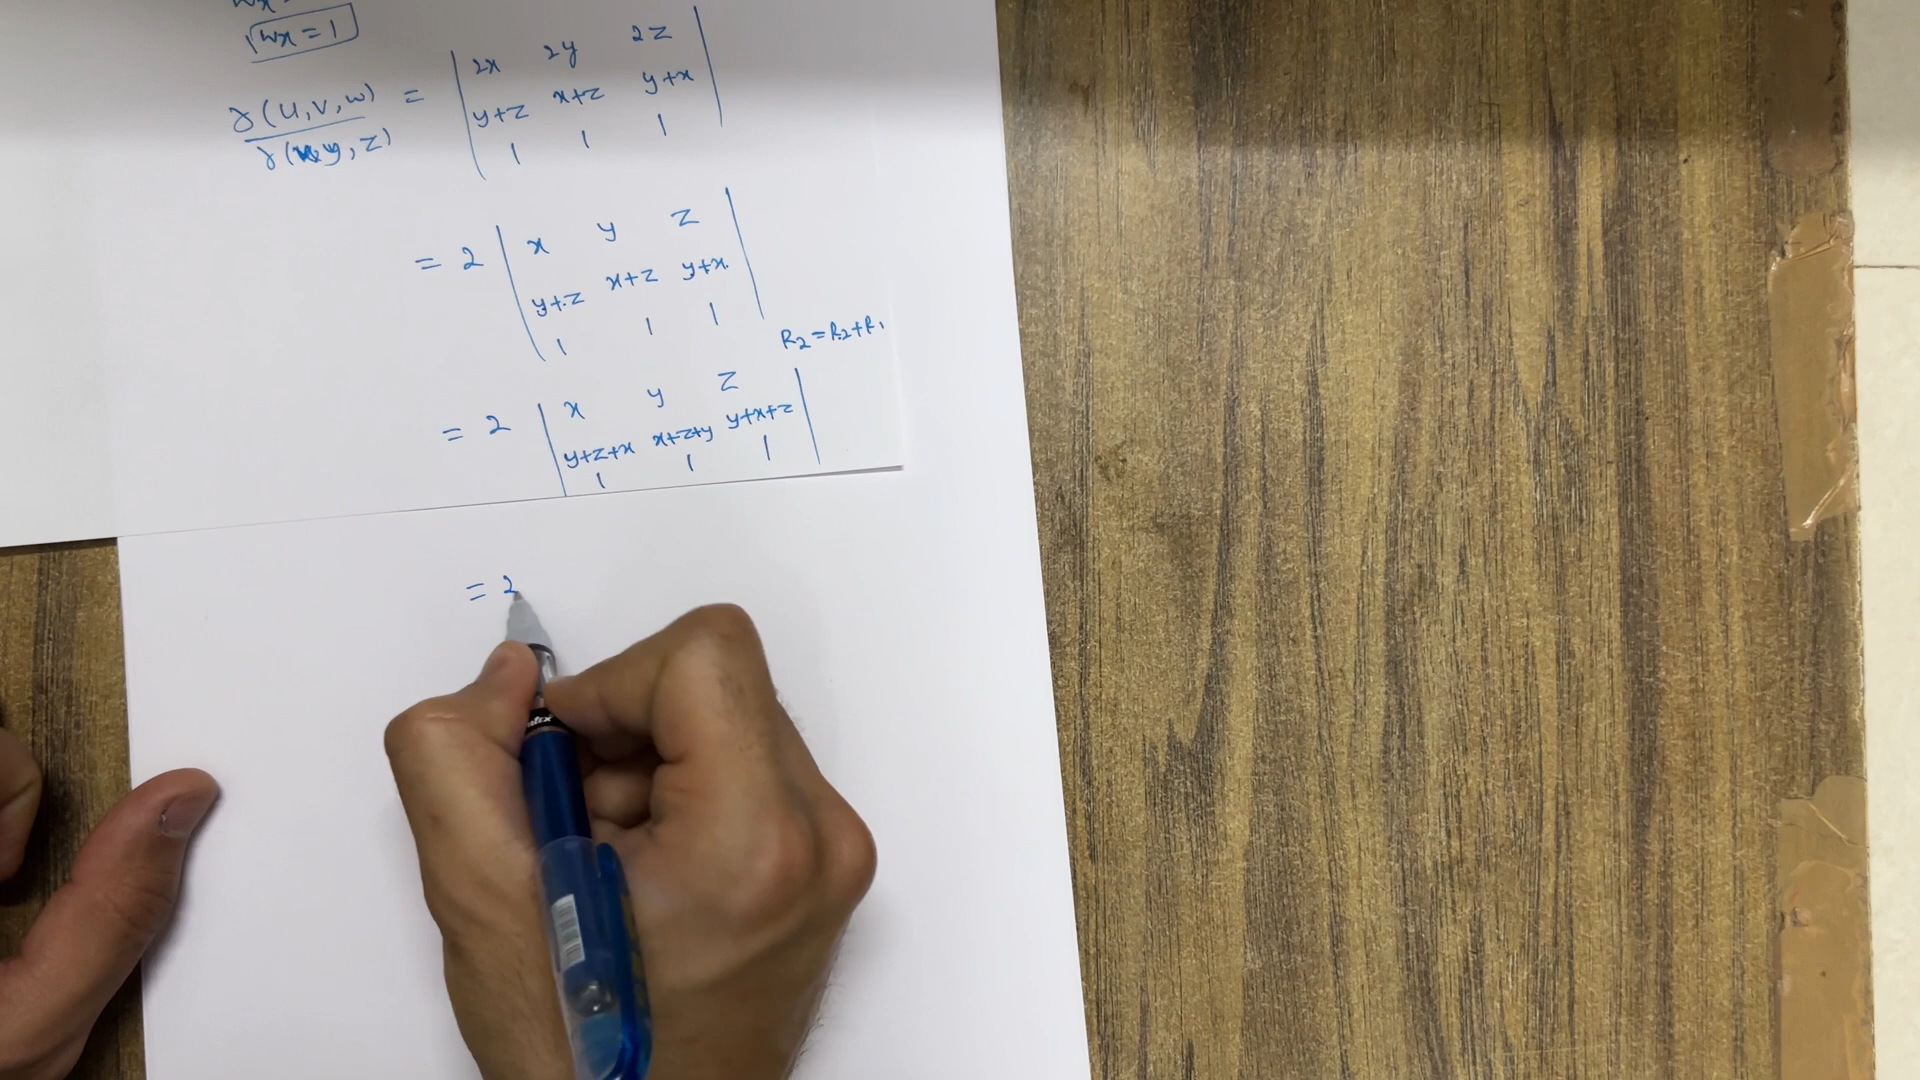 wx = 1
∂(u,v,w) = | 2x 2y 2z |
∂(x,y,z) | y+z x+z y+x |
| 1 1 1 |
= 2 | x y z |
| y+z x+z y+x |
| 1 1 1 |
R2 = R2+R1
= 2 | x y z |
| y+z+x x+z+y y+x+z |
| 1 1 1 |
= 2